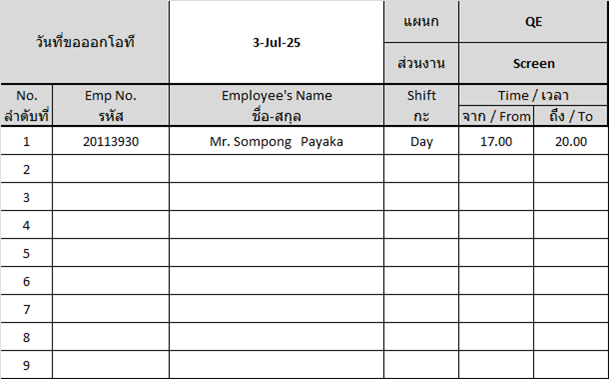 วันที่ขอออกโอที 3-Jul-25 แผนก QE
ส่วนงาน Screen
No. Emp No. Employee's Name Shift Time / เวลา
ลำดับที่ รหัส ชื่อ-สกุล กะ จาก / From ถึง / To
1 20113930 Mr. Sompong Payaka Day 17.00 20.00
2
3
4
5
6
7
8
9